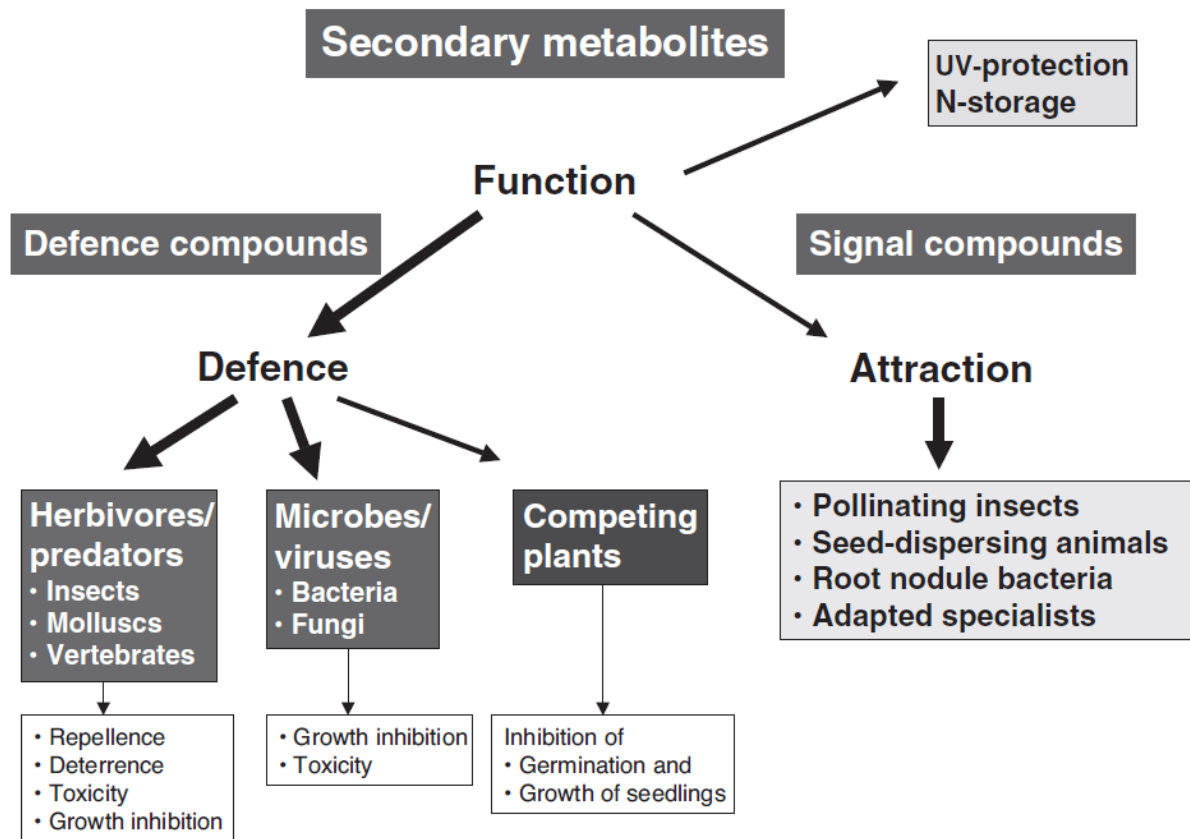 Secondary metabolites
UV-protection
N-storage
Function
Defence compounds
Signal compounds
Defence
Attraction
Herbivores/
predators
• Insects
• Molluscs
• Vertebrates
Microbes/
viruses
• Bacteria
• Fungi
Competing
plants
• Pollinating insects
• Seed-dispersing animals
• Root nodule bacteria
• Adapted specialists
• Repellence
• Deterrence
• Toxicity
• Growth inhibition
• Growth inhibition
• Toxicity
Inhibition of
• Germination and
• Growth of seedlings